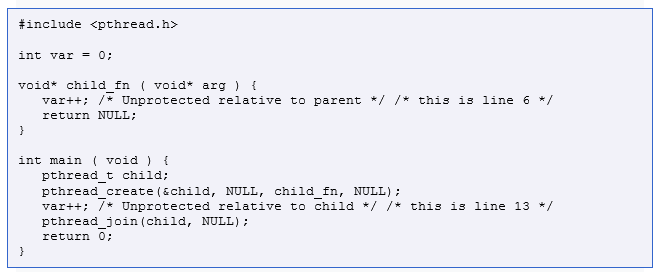 #include <pthread.h>

int var = 0;

void* child_fn ( void* arg ) {
   var++; /* Unprotected relative to parent */ /* this is line 6 */
   return NULL;
}

int main ( void ) {
   pthread_t child;
   pthread_create(&child, NULL, child_fn, NULL);
   var++; /* Unprotected relative to child */ /* this is line 13 */
   pthread_join(child, NULL);
   return 0;
}